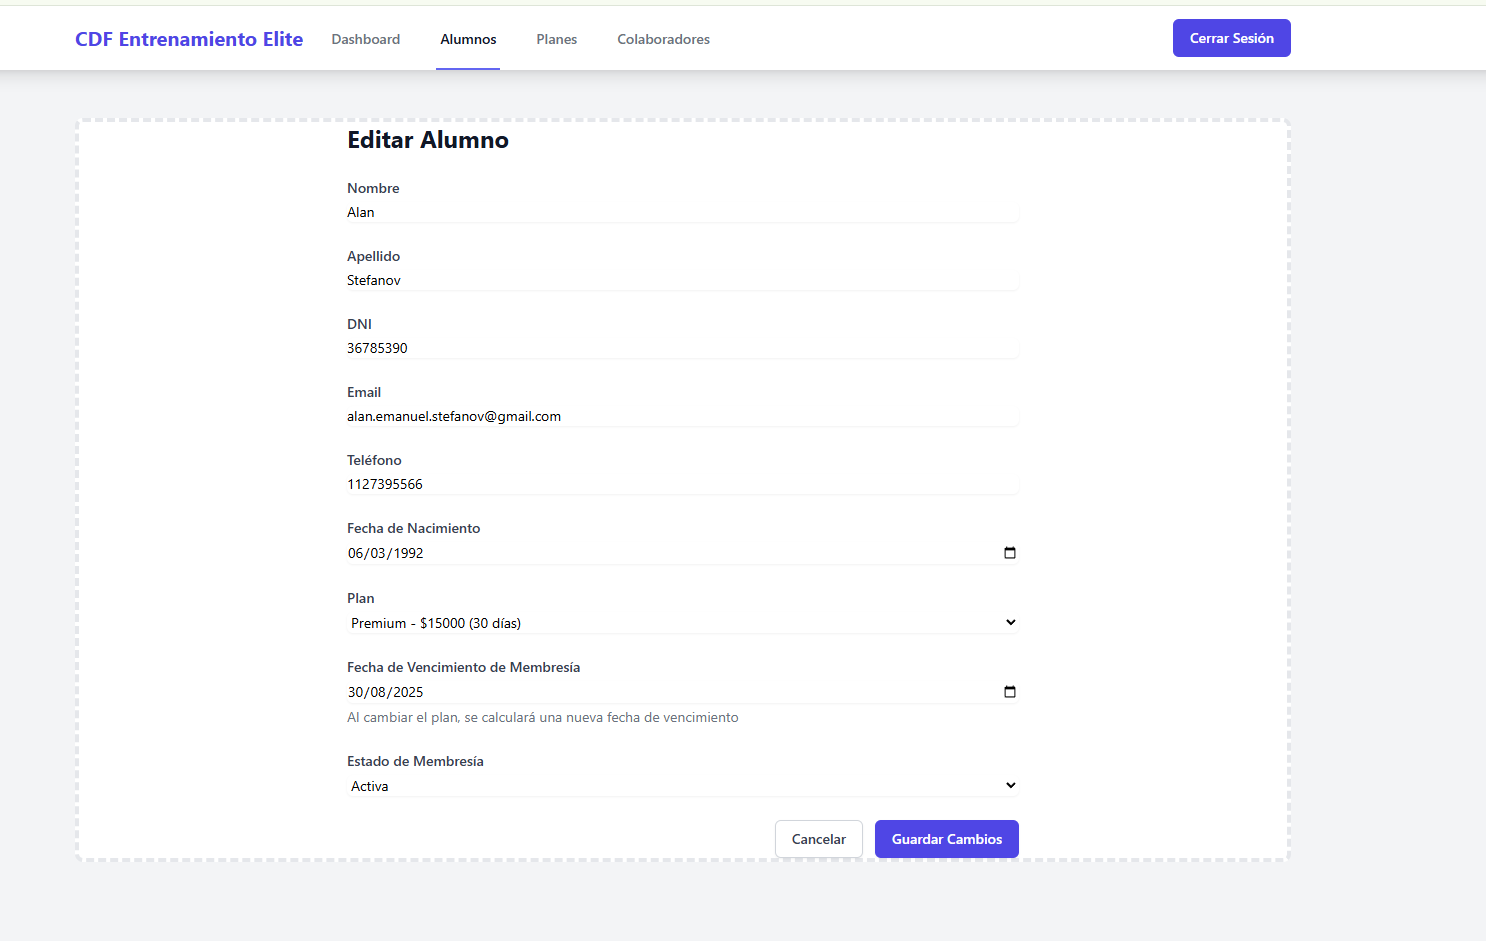 CDF Entrenamiento Elite Dashboard Alumnos Planes Colaboradores Cerrar Sesión
Editar Alumno
Nombre
Alan
Apellido
Stefanov
DNI
36785390
Email
alan.emanuel.stefanov@gmail.com
Teléfono
1127395566
Fecha de Nacimiento
06/03/1992
Plan
Premium - $15000 (30 días)
Fecha de Vencimiento de Membresía
30/08/2025
Al cambiar el plan, se calculará una nueva fecha de vencimiento
Estado de Membresía
Activa
Cancelar Guardar Cambios